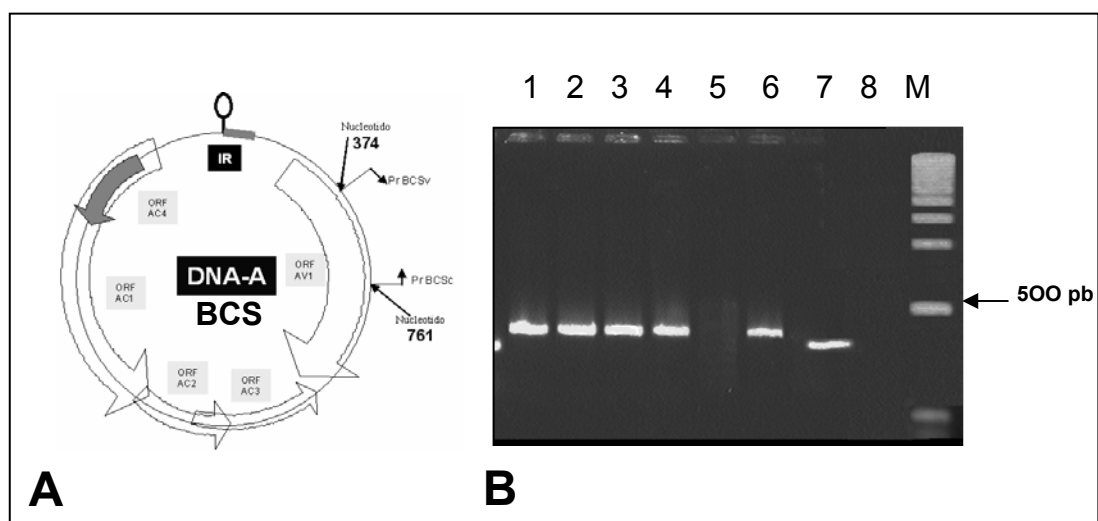 Nucleotido
374
PrBCSv
IR
ORF
AC4
ORF
AC1
DNA-A
BCS
ORF
AV1
PrBCSc
Nucleotido
761
ORF
AC2
ORF
AC3
A
1 2 3 4 5 6 7 8 M
500 pb
B